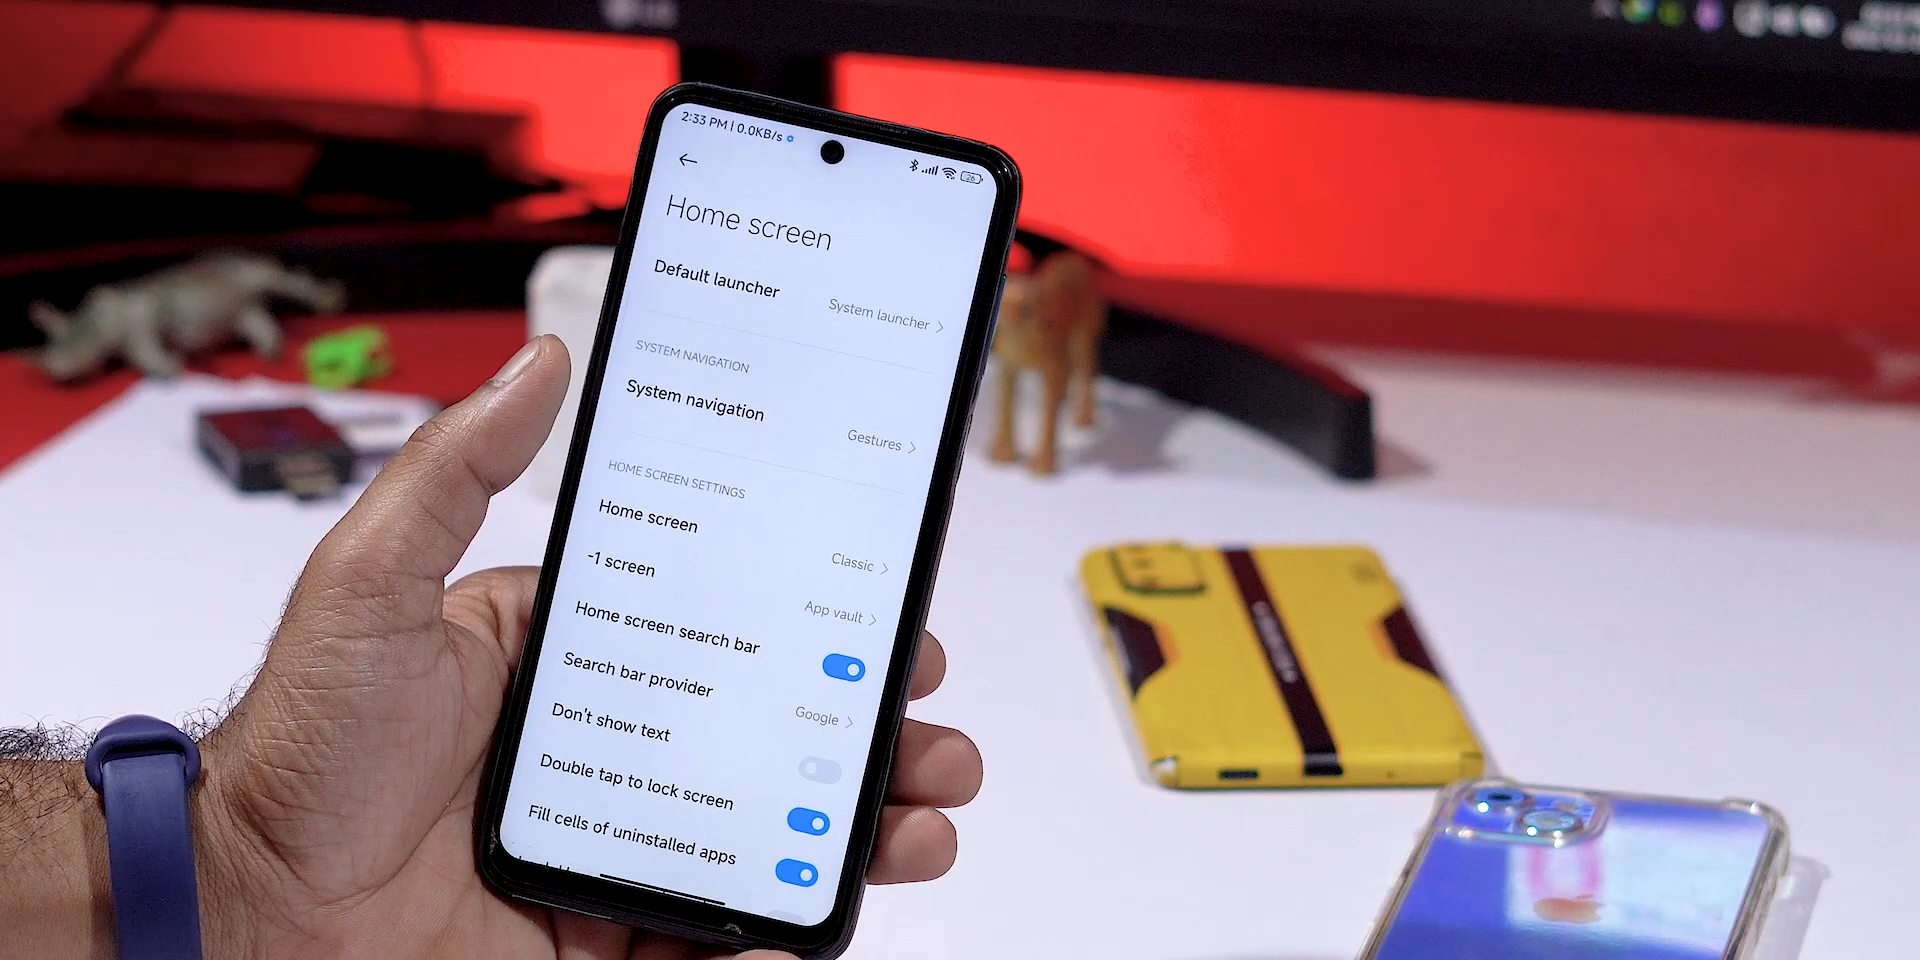 LG
2:33 PM | 0.0KB/s
26
Home screen
Default launcher
System launcher
SYSTEM NAVIGATION
System navigation
Gestures
HOME SCREEN SETTINGS
Home screen
Classic
-1 screen
App vault
Home screen search bar
Search bar provider
Google
Don't show text
Double tap to lock screen
Fill cells of uninstalled apps